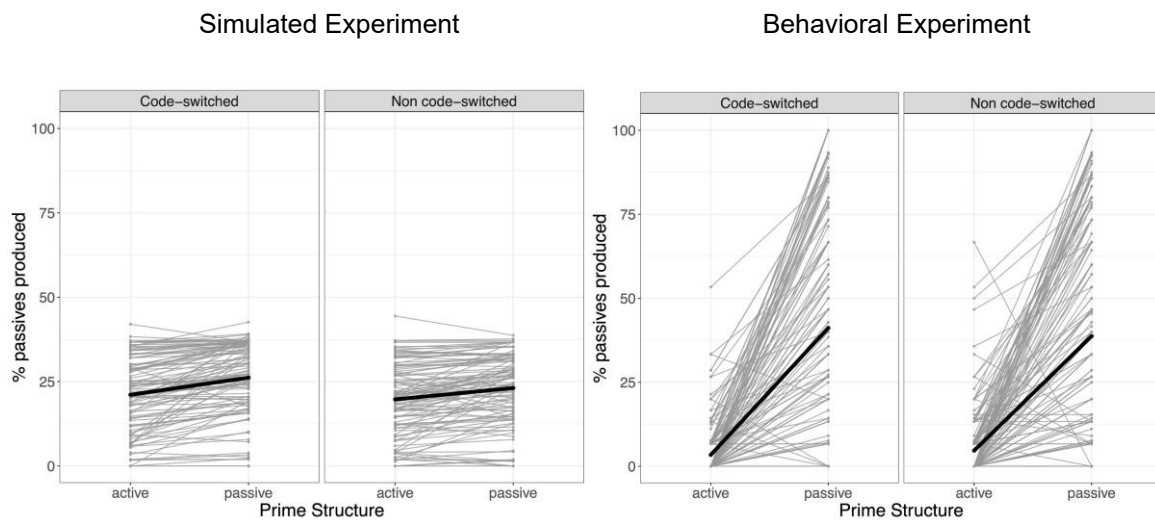 Simulated Experiment
Behavioral Experiment
Code-switched
Non code-switched
100
75
50
25
0
% passives produced
active
passive
active
passive
Prime Structure
Code-switched
Non code-switched
100
75
50
25
0
% passives produced
active
passive
active
passive
Prime Structure